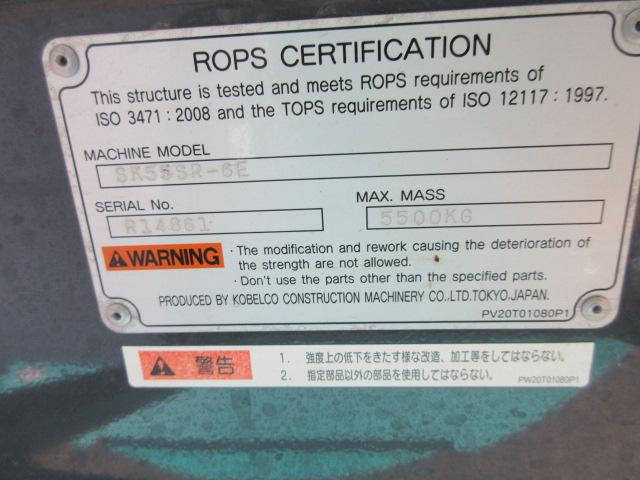 ROPS CERTIFICATION
This structure is tested and meets ROPS requirements of
ISO 3471 : 2008 and the TOPS requirements of ISO 12117 : 1997.
MACHINE MODEL
SK55SR-6E
SERIAL No.
R14861
MAX. MASS
5500KG
WARNING
· The modification and rework causing the deterioration of
the strength are not allowed.
· Don't use the parts other than the specified parts.
PRODUCED BY KOBELCO CONSTRUCTION MACHINERY CO.,LTD.TOKYO.JAPAN.
PV20T01080P1
警告
1. 強度上の低下をきたす様な改造、加工等をしてはならない。
2. 指定部品以外の部品を使用してはならない。
PW20T01080P1